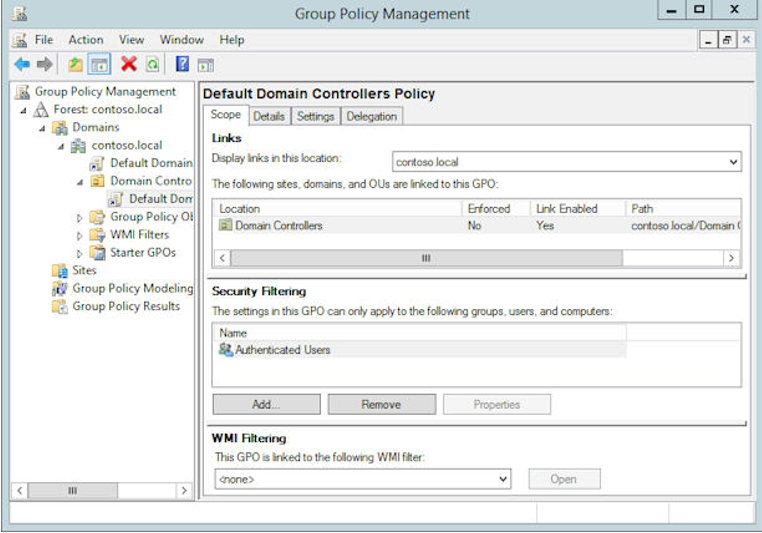 Group Policy Management
File Action View Window Help
Group Policy Management
Forest: contoso.local
Domains
contoso.local
Default Domain
Domain Contro
Default Dom
Group Policy Ob
WMI Filters
Starter GPOs
Sites
Group Policy Modeling
Group Policy Results
Default Domain Controllers Policy
Scope Details Settings Delegation
Links
Display links in this location: contoso.local
The following sites, domains, and OUs are linked to this GPO:
Location Enforced Link Enabled Path
Domain Controllers No Yes contoso.local/Domain C
Security Filtering
The settings in this GPO can only apply to the following groups, users, and computers:
Name
Authenticated Users
Add... Remove Properties
WMI Filtering
This GPO is linked to the following WMI filter:
<none> Open